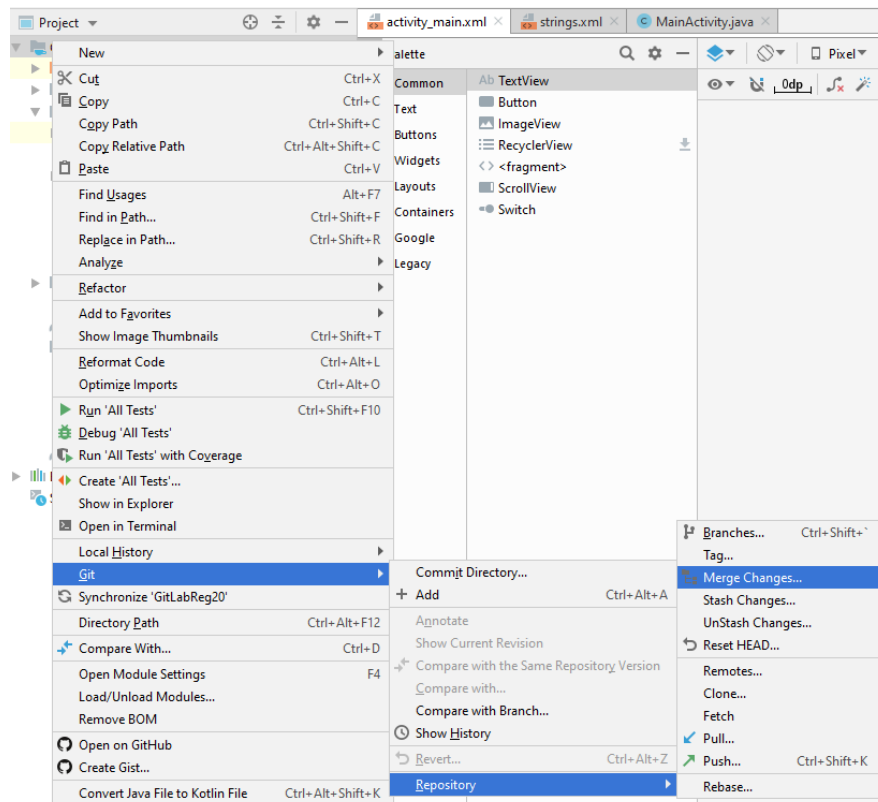 Project
activity_main.xml
strings.xml
MainActivity.java
New
Cut Ctrl+X
Copy Ctrl+C
Copy Path Ctrl+Shift+C
Copy Relative Path Ctrl+Alt+Shift+C
Paste Ctrl+V
Find Usages Alt+F7
Find in Path... Ctrl+Shift+F
Replace in Path... Ctrl+Shift+R
Analyze
Refactor
Add to Favorites
Show Image Thumbnails Ctrl+Shift+T
Reformat Code Ctrl+Alt+L
Optimize Imports Ctrl+Alt+O
Run 'All Tests' Ctrl+Shift+F10
Debug 'All Tests'
Run 'All Tests' with Coverage
Create 'All Tests'...
Show in Explorer
Open in Terminal
Local History
Git
Synchronize 'GitLabReg20'
Directory Path Ctrl+Alt+F12
Compare With... Ctrl+D
Open Module Settings F4
Load/Unload Modules...
Remove BOM
Open on GitHub
Create Gist...
Convert Java File to Kotlin File Ctrl+Alt+Shift+K
alette
Common
Text
Buttons
Widgets
Layouts
Containers
Google
Legacy
Ab TextView
Button
ImageView
RecyclerView
<> <fragment>
ScrollView
Switch
Pixel
0dp
Commit Directory...
Add Ctrl+Alt+A
Annotate
Show Current Revision
Compare with the Same Repository Version
Compare with...
Compare with Branch...
Show History
Revert... Ctrl+Alt+Z
Repository
Branches... Ctrl+Shift+`
Tag...
Merge Changes...
Stash Changes...
UnStash Changes...
Reset HEAD...
Remotes...
Clone...
Fetch
Pull...
Push... Ctrl+Shift+K
Rebase...